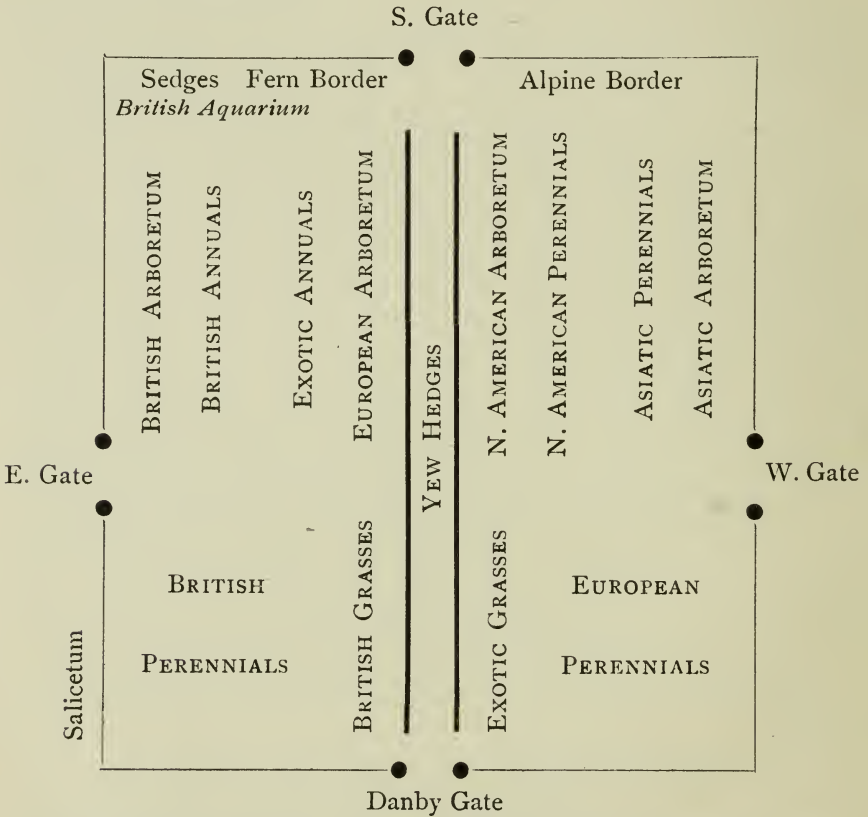 S. Gate
Sedges Fern Border
British Aquarium
Alpine Border
BRITISH ARBORETUM
BRITISH ANNUALS
EXOTIC ANNUALS
EUROPEAN ARBORETUM
YEW HEDGES
N. AMERICAN ARBORETUM
N. AMERICAN PERENNIALS
ASIATIC PERENNIALS
ASIATIC ARBORETUM
E. Gate
W. Gate
Salicetum
BRITISH
PERENNIALS
BRITISH GRASSES
EXOTIC GRASSES
EUROPEAN
PERENNIALS
Danby Gate